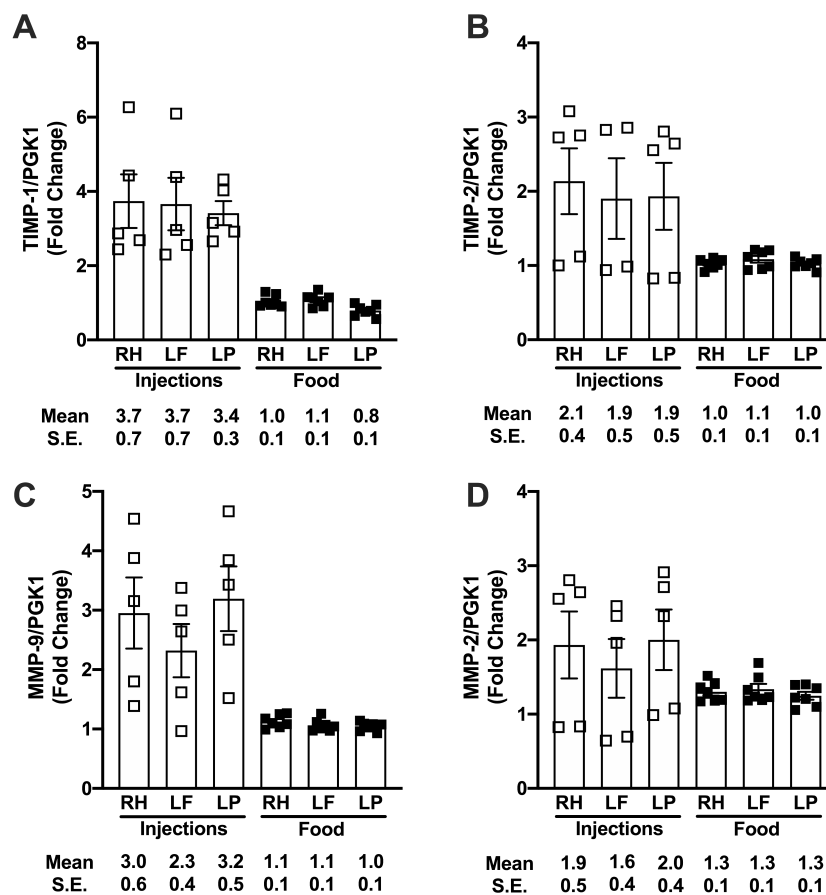 A
TIMP-1/PGK1
(Fold Change)
8
6
4
2
0
RH LF LP RH LF LP
Injections Food
Mean 3.7 3.7 3.4 1.0 1.1 0.8
S.E. 0.7 0.7 0.3 0.1 0.1 0.1
B
TIMP-2/PGK1
(Fold Change)
4
3
2
1
0
RH LF LP RH LF LP
Injections Food
Mean 2.1 1.9 1.9 1.0 1.1 1.0
S.E. 0.4 0.5 0.5 0.1 0.1 0.1
C
MMP-9/PGK1
(Fold Change)
5
4
3
2
1
0
RH LF LP RH LF LP
Injections Food
Mean 3.0 2.3 3.2 1.1 1.1 1.0
S.E. 0.6 0.4 0.5 0.1 0.1 0.1
D
MMP-2/PGK1
(Fold Change)
4
3
2
1
0
RH LF LP RH LF LP
Injections Food
Mean 1.9 1.6 2.0 1.3 1.3 1.3
S.E. 0.5 0.4 0.4 0.1 0.1 0.1